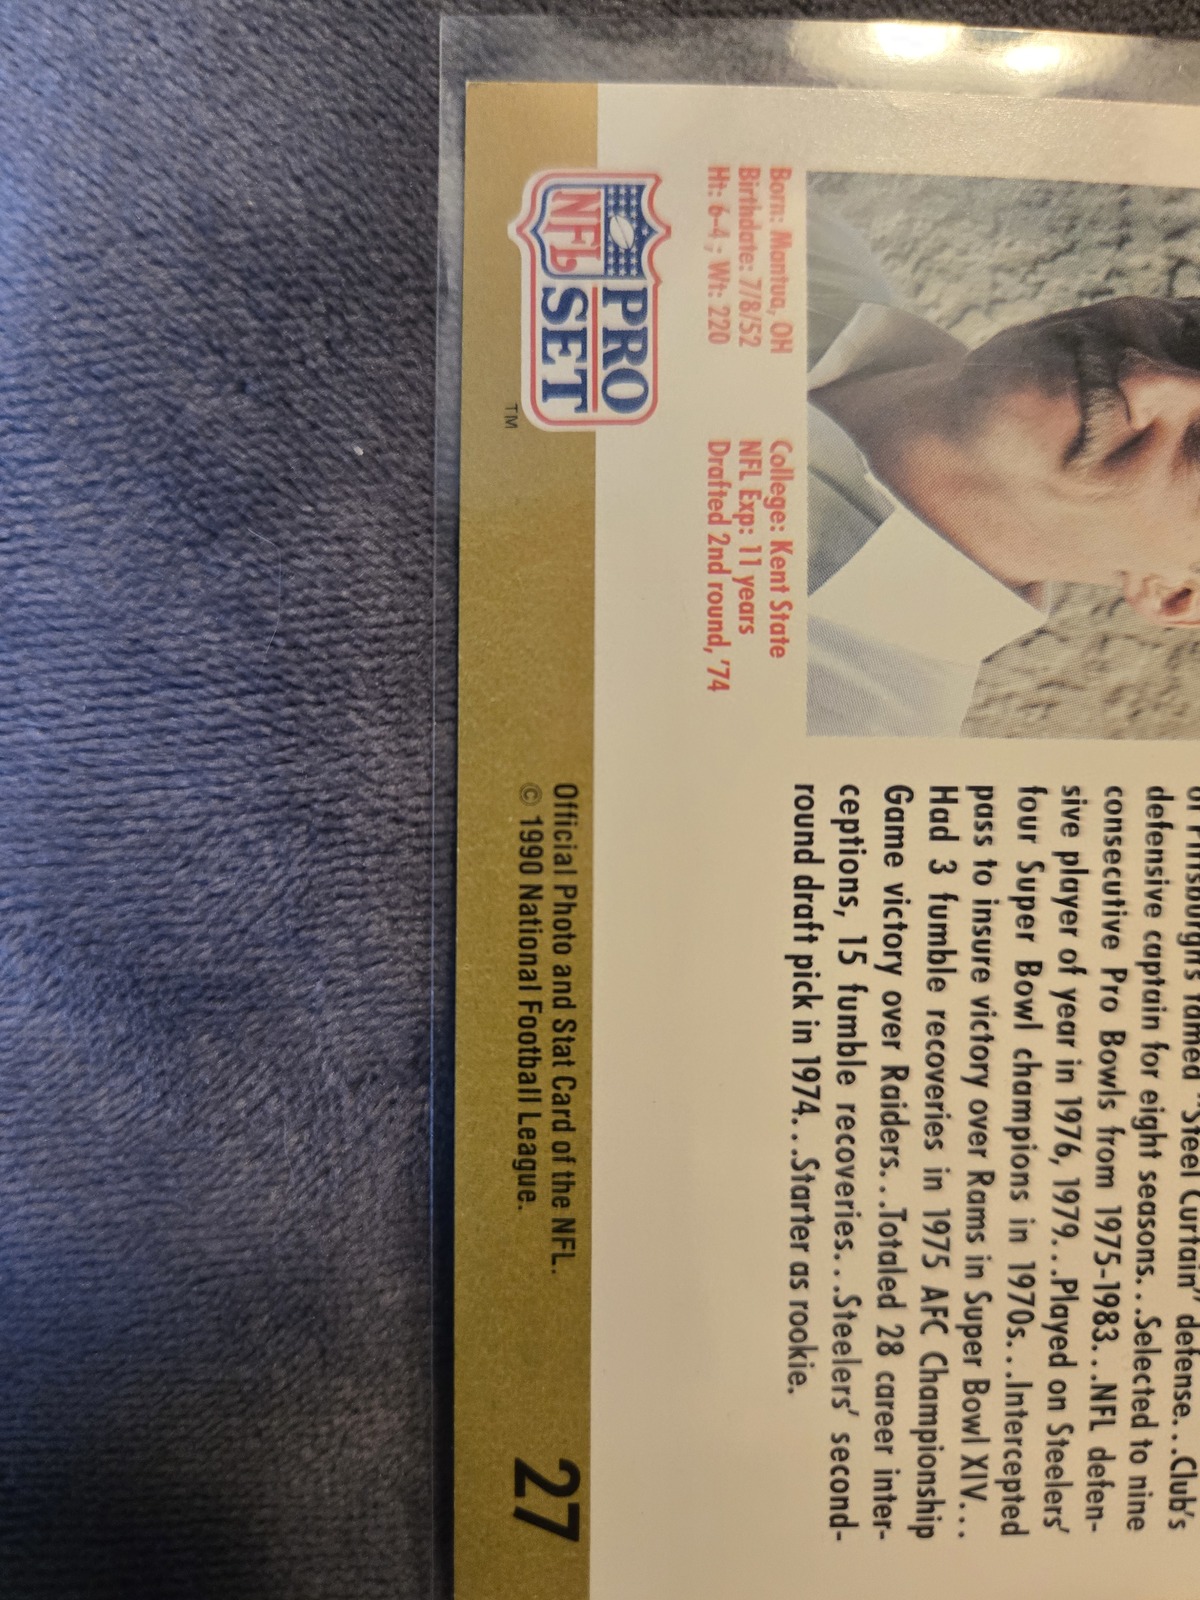 Born: Mantua, OH
Birthdate: 7/8/52
Ht: 6-4 ; Wt: 220
College: Kent State
NFL Exp: 11 years
Drafted 2nd round, '74
of Pittsburgh's famed "Steel Curtain" defense. . .Club's
defensive captain for eight seasons. . .Selected to nine
consecutive Pro Bowls from 1975-1983. . .NFL defen-
sive player of year in 1976, 1979. . .Played on Steelers'
four Super Bowl champions in 1970s. . .Intercepted
pass to insure victory over Rams in Super Bowl XIV. . .
Had 3 fumble recoveries in 1975 AFC Championship
Game victory over Raiders. . .Totaled 28 career inter-
ceptions, 15 fumble recoveries. . .Steelers' second-
round draft pick in 1974. . .Starter as rookie.
NFL
PRO
SET
TM
Official Photo and Stat Card of the NFL.
© 1990 National Football League.
27